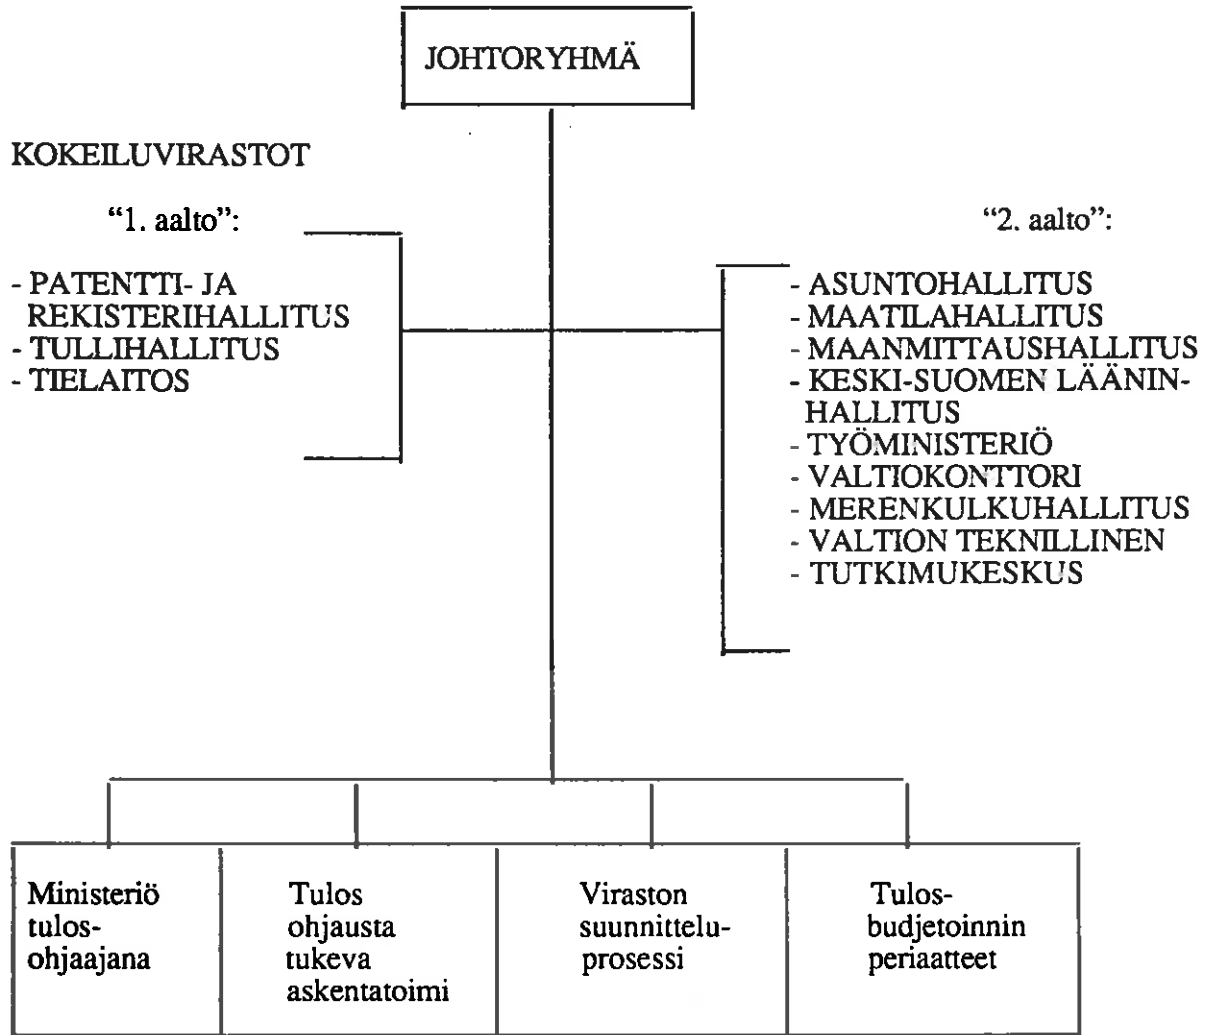 JOHTORYHMÄ
KOKEILUVIRASTOT
“1. aalto”:
- PATENTTI- JA
REKISTERIHALLITUS
- TULLIHALLITUS
- TIELAITOS
“2. aalto”:
- ASUNTOHALLITUS
- MAATILAHALLITUS
- MAANMITTAUSHALLITUS
- KESKI-SUOMEN LÄÄNIN-
HALLITUS
- TYÖMINISTERIÖ
- VALTIOKONTTORI
- MERENKULKUHALLITUS
- VALTION TEKNILLINEN
- TUTKIMUKESKUS
Ministeriö
tulos-
ohjaajana
Tulos
ohjausta
tukeva
askentatoimi
Viraston
suunnittelu-
prosessi
Tulos-
budjetoinnin
periaatteet